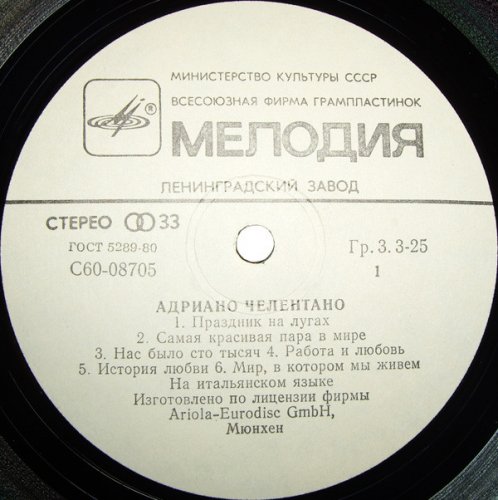 МИНИСТЕРСТВО КУЛЬТУРЫ СССР
ВСЕСОЮЗНАЯ ФИРМА ГРАМПЛАСТИНОК
®
МЕЛОДИЯ
ЛЕНИНГРАДСКИЙ ЗАВОД
СТЕРЕО 33
ГОСТ 5289-80
Гр. 3. 3-25
С60-08705
1
АДРИАНО ЧЕЛЕНТАНО
1. Праздник на лугах
2. Самая красивая пара в мире
3. Нас было сто тысяч 4. Работа и любовь
5. История любви 6. Мир, в котором мы живем
На итальянском языке
Изготовлено по лицензии фирмы
Ariola-Eurodisc GmbH,
Мюнхен